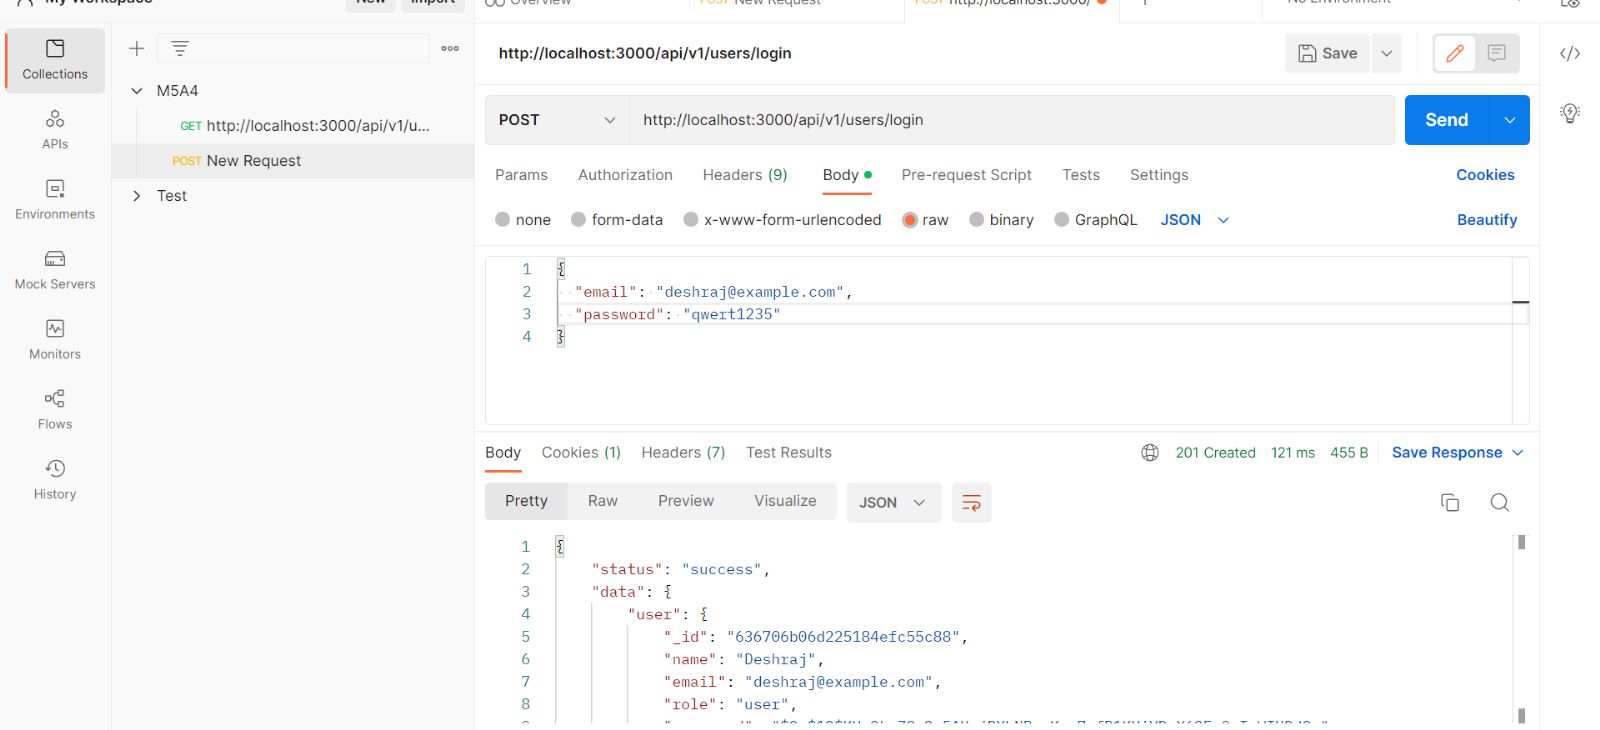 My Workspace
New
Import
Overview
POST New Request
POST http://localhost:3000/
No Environment
Collections
APIs
Environments
Mock Servers
Monitors
Flows
History
M5A4
GET http://localhost:3000/api/v1/u...
POST New Request
Test
http://localhost:3000/api/v1/users/login
Save
POST
http://localhost:3000/api/v1/users/login
Send
Params Authorization Headers (9) Body Pre-request Script Tests Settings Cookies
none form-data x-www-form-urlencoded raw binary GraphQL JSON Beautify
1 {
2 "email": "deshraj@example.com",
3 "password": "qwert1235"
4 }
Body Cookies (1) Headers (7) Test Results 201 Created 121 ms 455 B Save Response
Pretty Raw Preview Visualize JSON
1 {
2 "status": "success",
3 "data": {
4 "user": {
5 "_id": "636706b06d225184efc55c88",
6 "name": "Deshraj",
7 "email": "deshraj@example.com",
8 "role": "user",